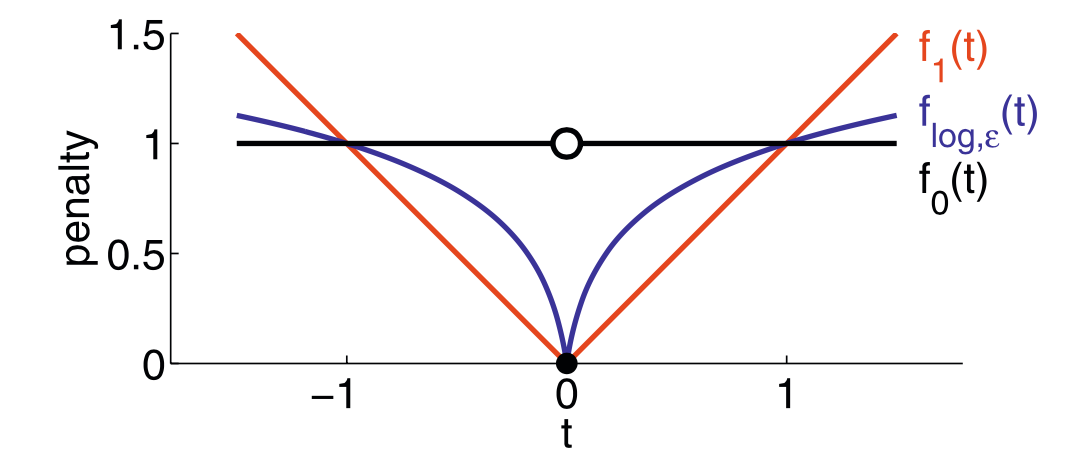 1.5
1
0.5
0
penalty
−1
0
1
t
f1(t)
flog,ε(t)
f0(t)